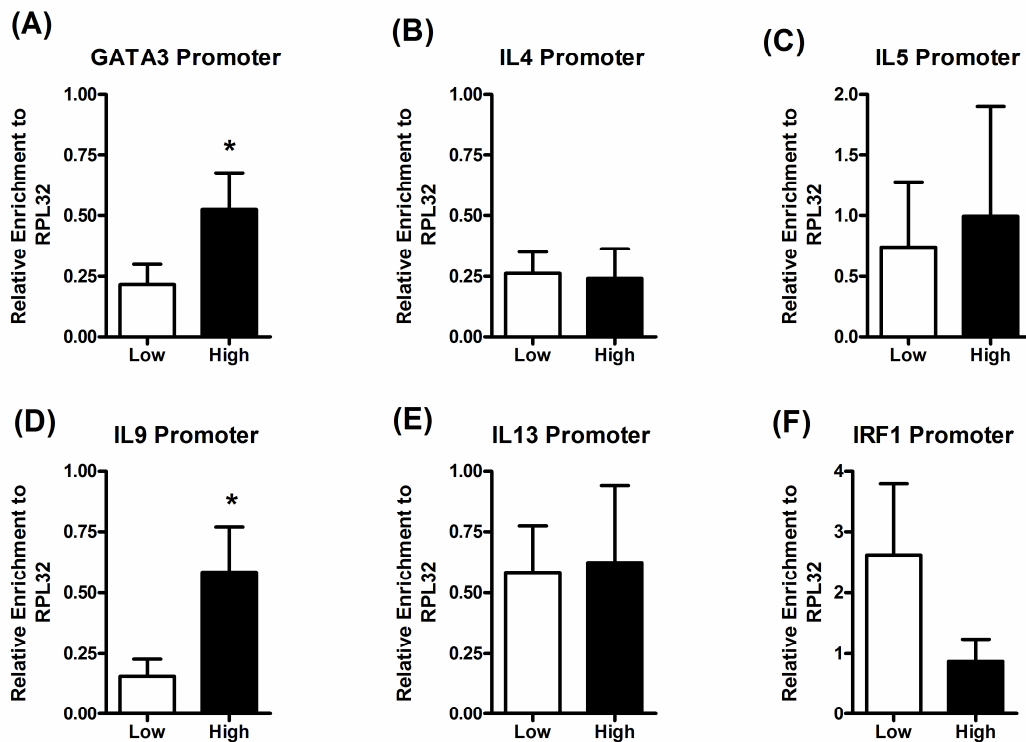 (A)
GATA3 Promoter
Relative Enrichment to
RPL32
1.00
0.75
0.50
0.25
0.00
*
Low
High
(B)
IL4 Promoter
Relative Enrichment to
RPL32
1.00
0.75
0.50
0.25
0.00
Low
High
(C)
IL5 Promoter
Relative Enrichment to
RPL32
2.0
1.5
1.0
0.5
0.0
Low
High
(D)
IL9 Promoter
Relative Enrichment to
RPL32
1.00
0.75
0.50
0.25
0.00
*
Low
High
(E)
IL13 Promoter
Relative Enrichment to
RPL32
1.00
0.75
0.50
0.25
0.00
Low
High
(F)
IRF1 Promoter
Relative Enrichment to
RPL32
4
3
2
1
0
Low
High